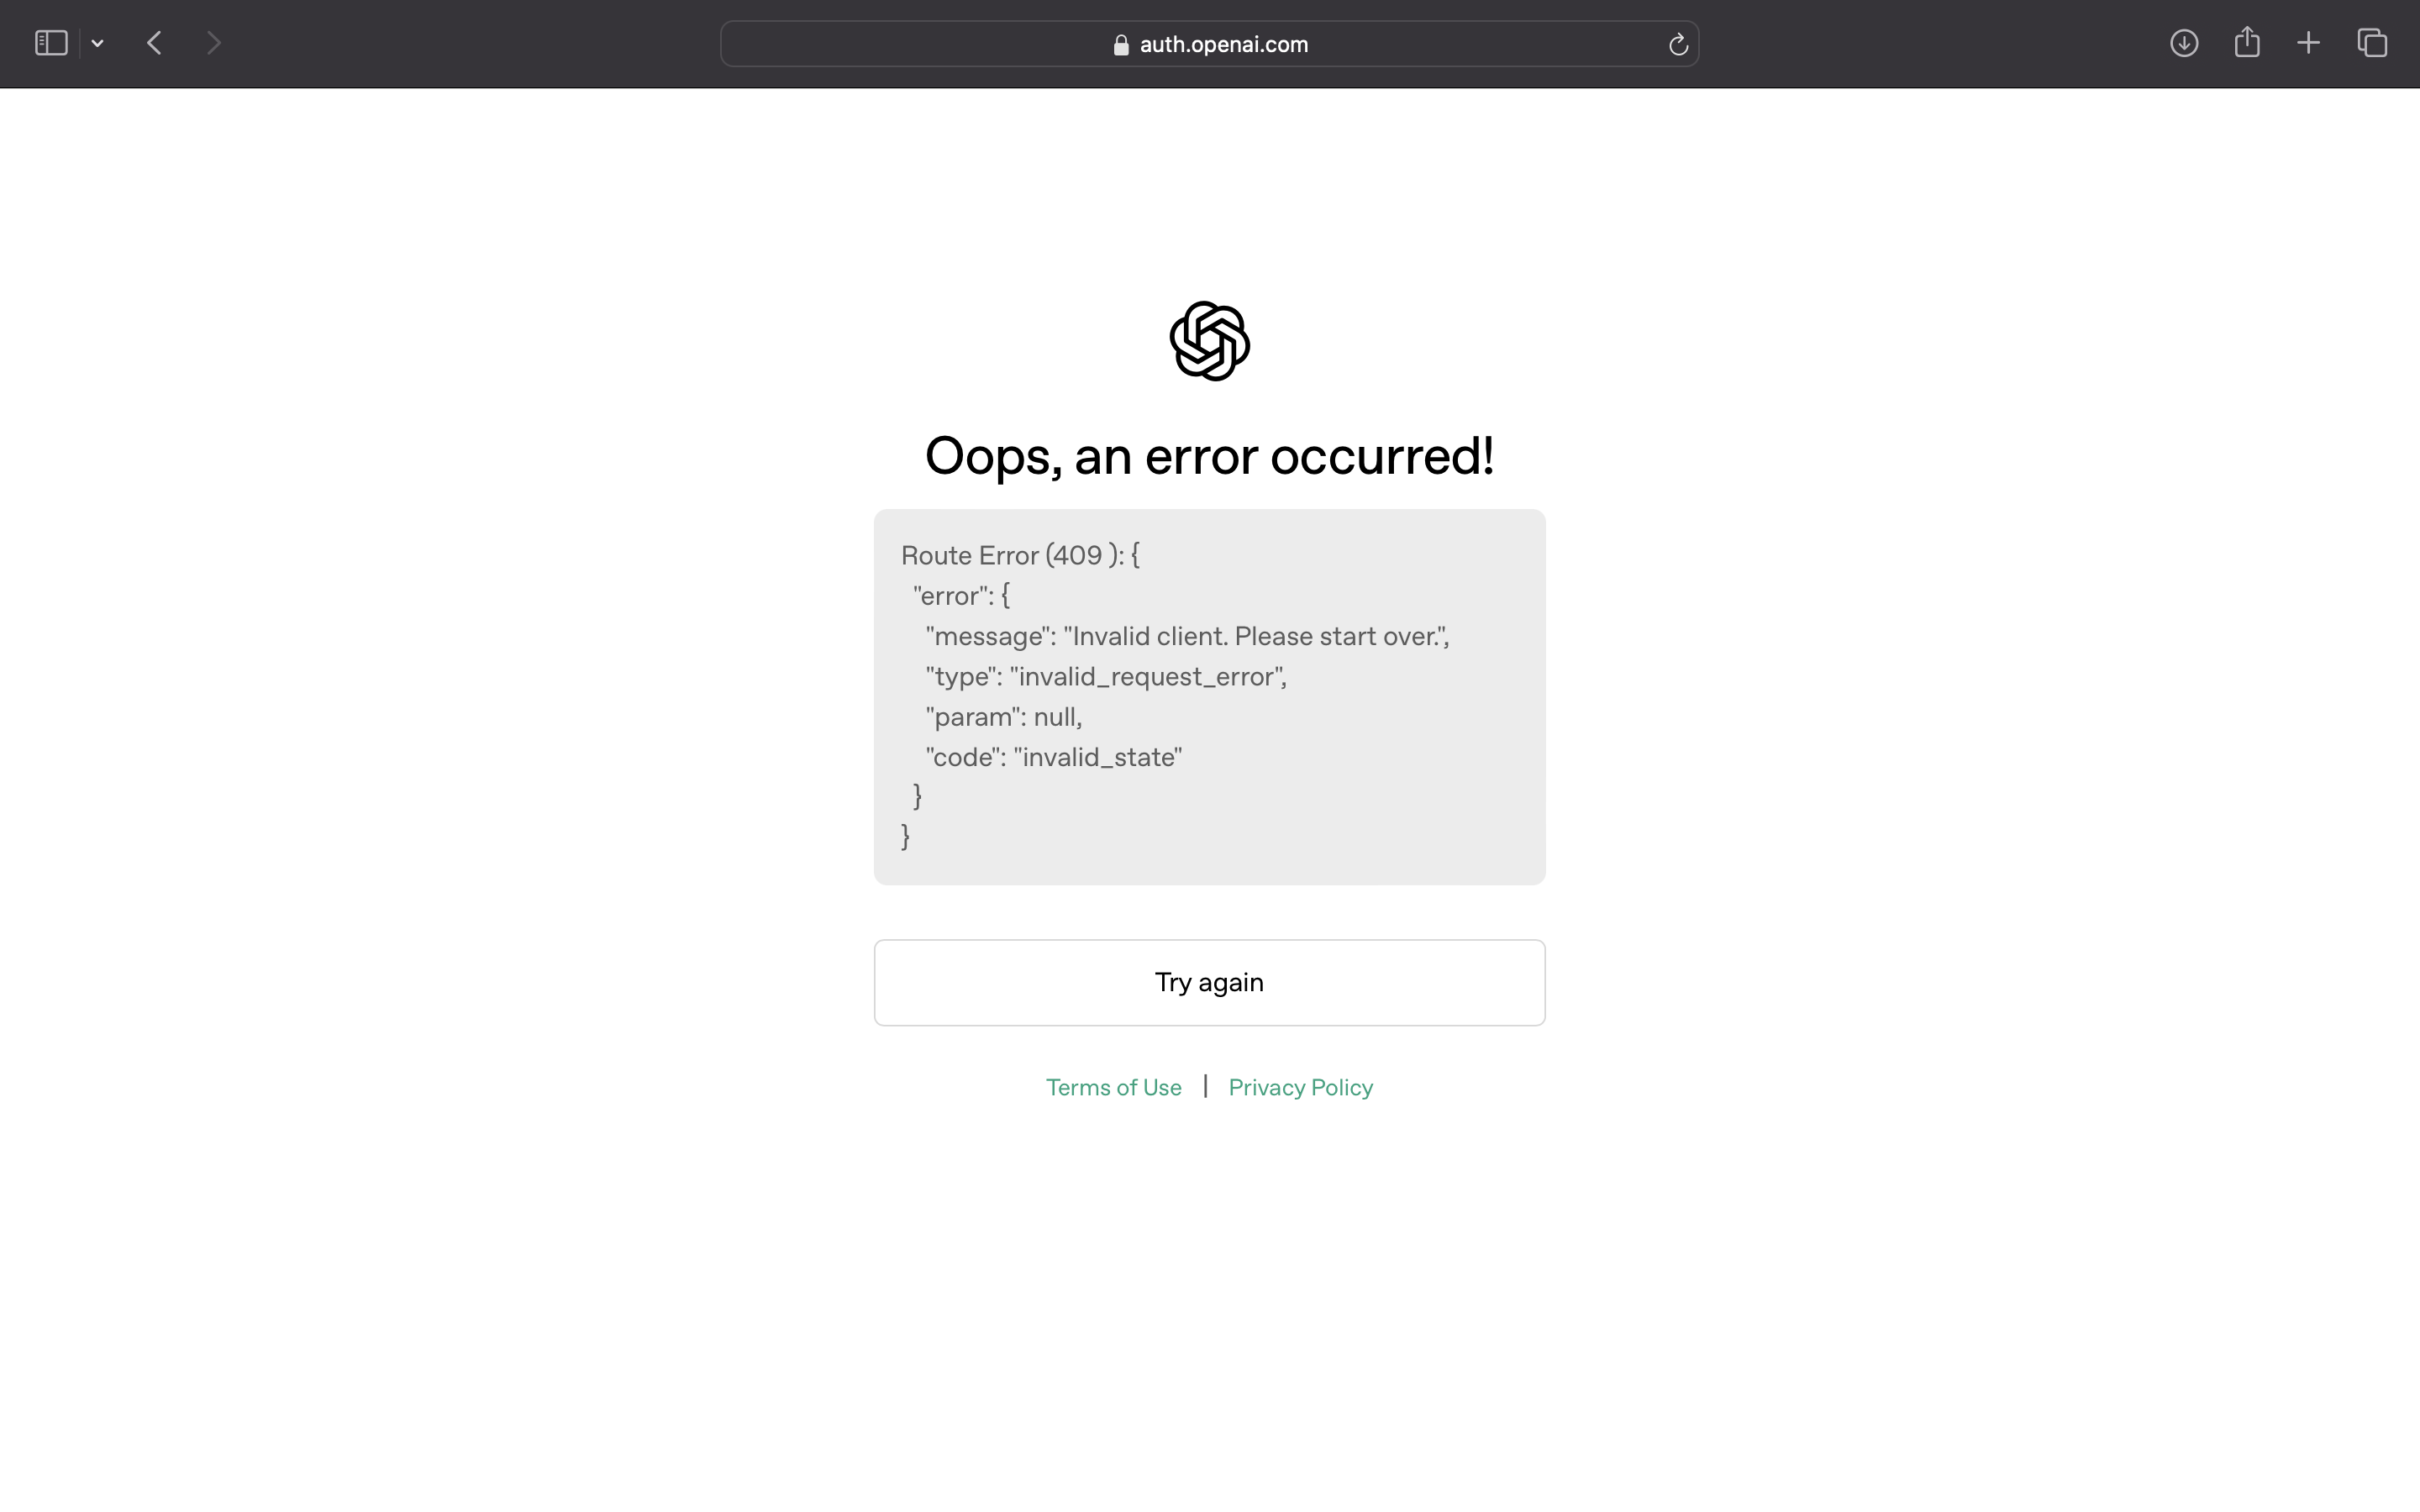 auth.openai.com
Oops, an error occurred!
Route Error (409 ): {
"error": {
"message": "Invalid client. Please start over.",
"type": "invalid_request_error",
"param": null,
"code": "invalid_state"
}
}
Try again
Terms of Use | Privacy Policy